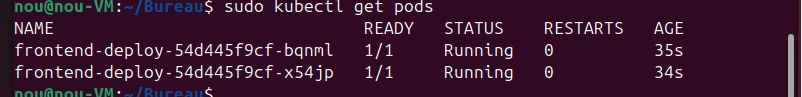 nou@nou-VM:~/Bureau$ sudo kubectl get pods
NAME READY STATUS RESTARTS AGE
frontend-deploy-54d445f9cf-bqnml 1/1 Running 0 35s
frontend-deploy-54d445f9cf-x54jp 1/1 Running 0 34s
nou@nou-VM:~/Bureau$